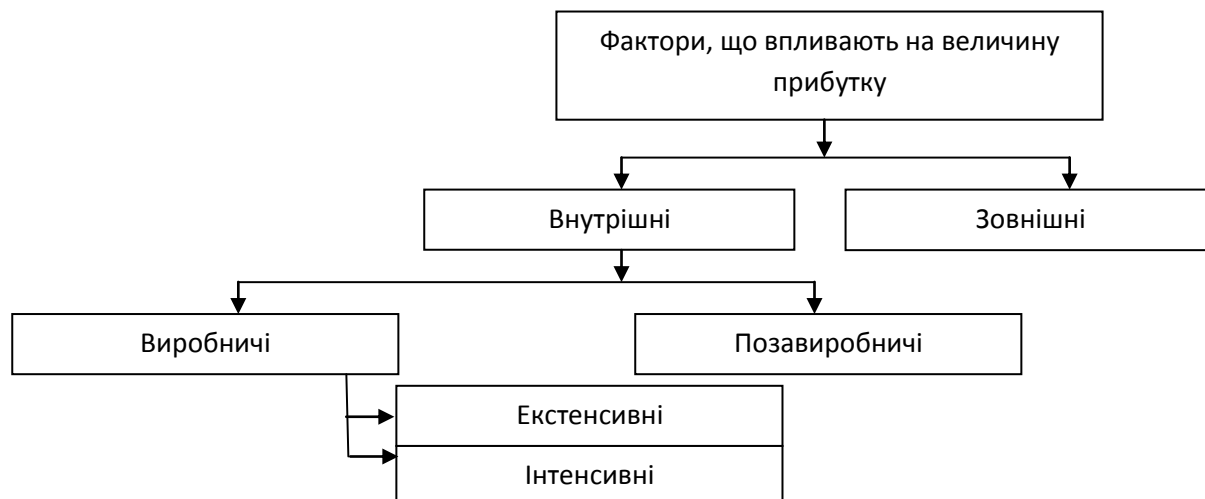 Фактори, що впливають на величину
прибутку
Внутрішні
Зовнішні
Виробничі
Позавиробничі
Екстенсивні
Інтенсивні